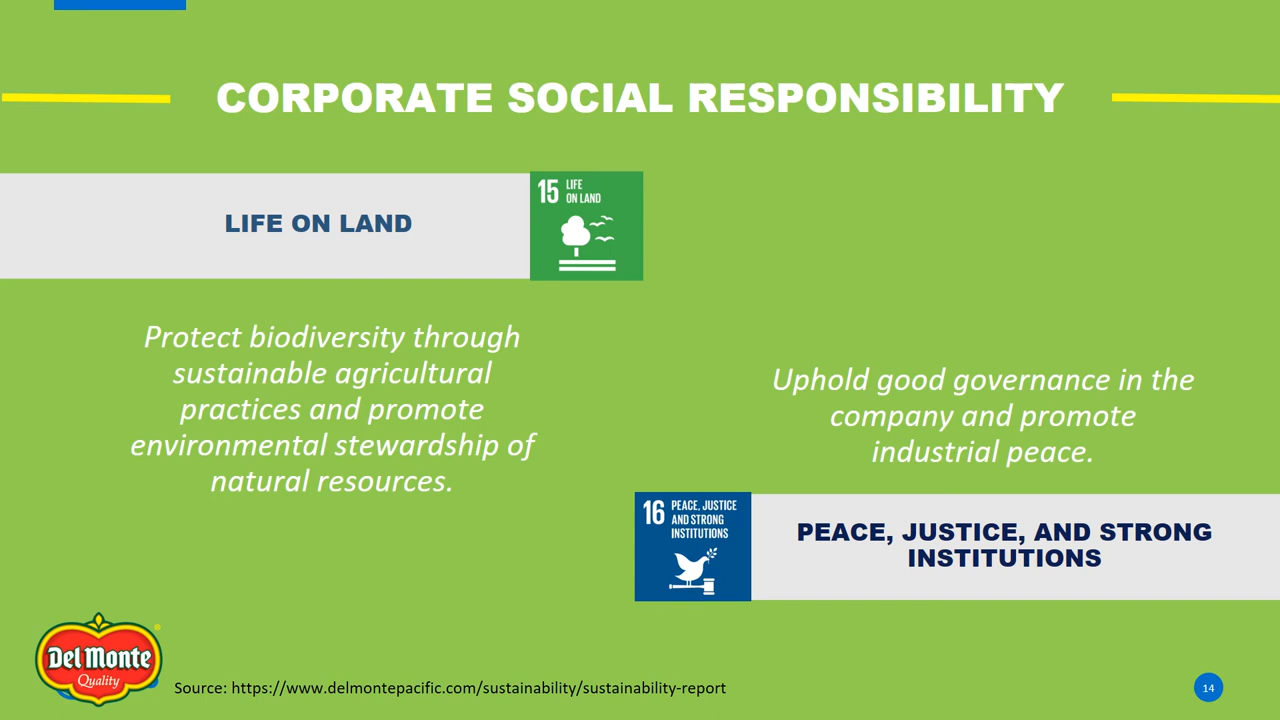 CORPORATE SOCIAL RESPONSIBILITY
LIFE ON LAND
15 LIFE
ON LAND
Protect biodiversity through
sustainable agricultural
practices and promote
environmental stewardship of
natural resources.
Uphold good governance in the
company and promote
industrial peace.
16 PEACE, JUSTICE
AND STRONG
INSTITUTIONS
PEACE, JUSTICE, AND STRONG
INSTITUTIONS
Del Monte
Quality
Source: https://www.delmontepacific.com/sustainability/sustainability-report
14